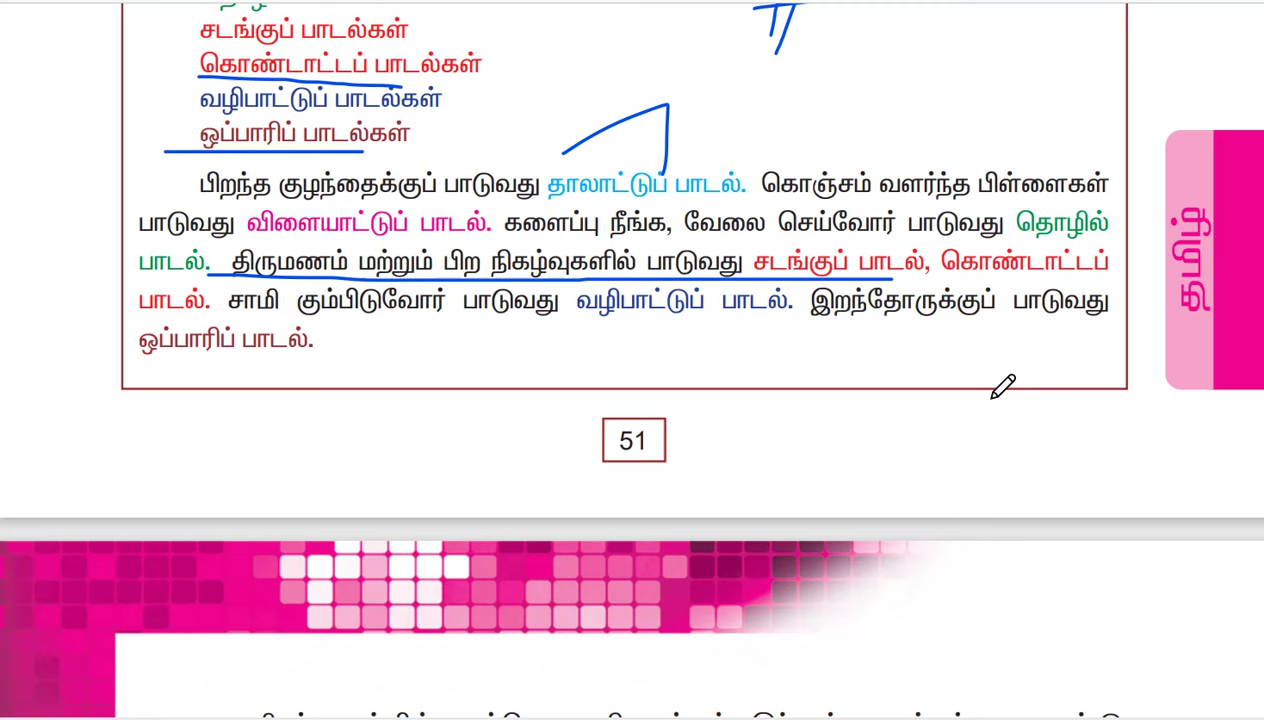 சடங்குப் பாடல்கள்
கொண்டாட்டப் பாடல்கள்
வழிபாட்டுப் பாடல்கள்
ஒப்பாரிப் பாடல்கள்
பிறந்த குழந்தைக்குப் பாடுவது தாலாட்டுப் பாடல். கொஞ்சம் வளர்ந்த பிள்ளைகள்
பாடுவது விளையாட்டுப் பாடல். களைப்பு நீங்க, வேலை செய்வோர் பாடுவது தொழில்
பாடல். திருமணம் மற்றும் பிற நிகழ்வுகளில் பாடுவது சடங்குப் பாடல், கொண்டாட்டப்
பாடல். சாமி கும்பிடுவோர் பாடுவது வழிபாட்டுப் பாடல். இறந்தோருக்குப் பாடுவது
ஒப்பாரிப் பாடல்.
தமிழ்
51